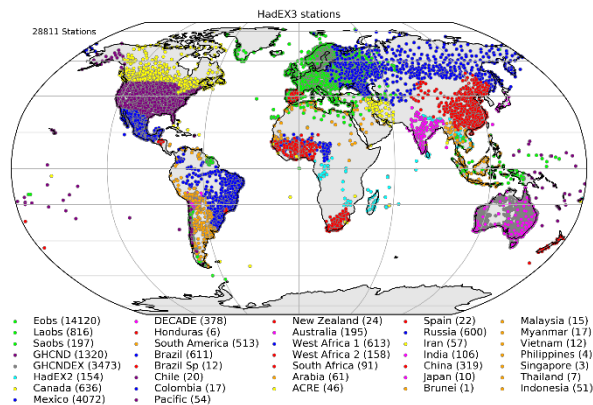 HadEX3 stations
28811 Stations
Eobs (14120)
Laobs (816)
Saobs (197)
GHCND (1320)
GHCNDEX (3473)
HadEX2 (154)
Canada (636)
Mexico (4072)
DECADE (378)
Honduras (6)
South America (513)
Brazil (611)
Brazil Sp (12)
Chile (20)
Colombia (17)
Pacific (54)
New Zealand (24)
Australia (195)
West Africa 1 (613)
West Africa 2 (158)
South Africa (91)
Arabia (61)
ACRE (46)
Spain (22)
Russia (600)
Iran (57)
India (106)
China (319)
Japan (10)
Brunei (1)
Malaysia (15)
Myanmar (17)
Vietnam (12)
Philippines (4)
Singapore (3)
Thailand (7)
Indonesia (51)